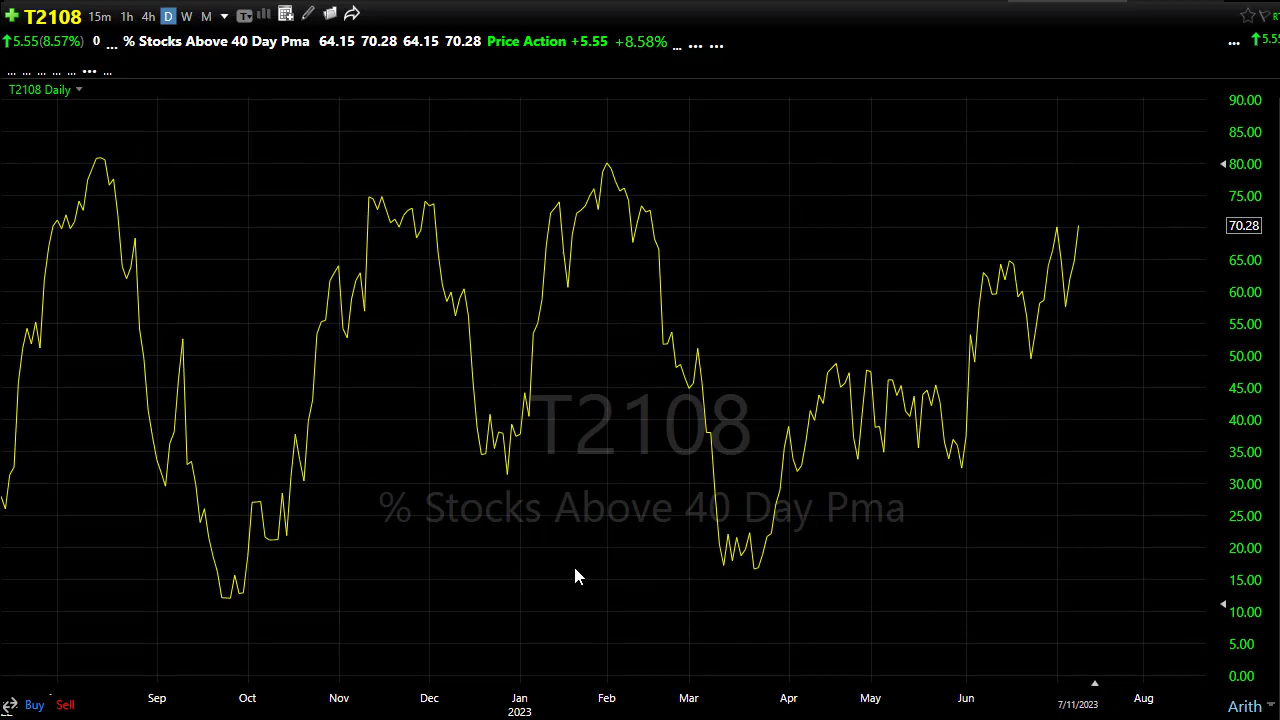 T2108 15m 1h 4h D W M T
5.55(8.57%) 0 ... % Stocks Above 40 Day Pma 64.15 70.28 64.15 70.28 Price Action +5.55 +8.58% ... ... ... ... 5.55
... ... ... ... ... ... ...
T2108 Daily
90.00
85.00
80.00
75.00
70.28
65.00
60.00
55.00
50.00
45.00
40.00
35.00
30.00
25.00
20.00
15.00
10.00
5.00
0.00
T2108
% Stocks Above 40 Day Pma
Sep Oct Nov Dec Jan Feb Mar Apr May Jun Aug
2023 7/11/2023
Buy Sell Arith